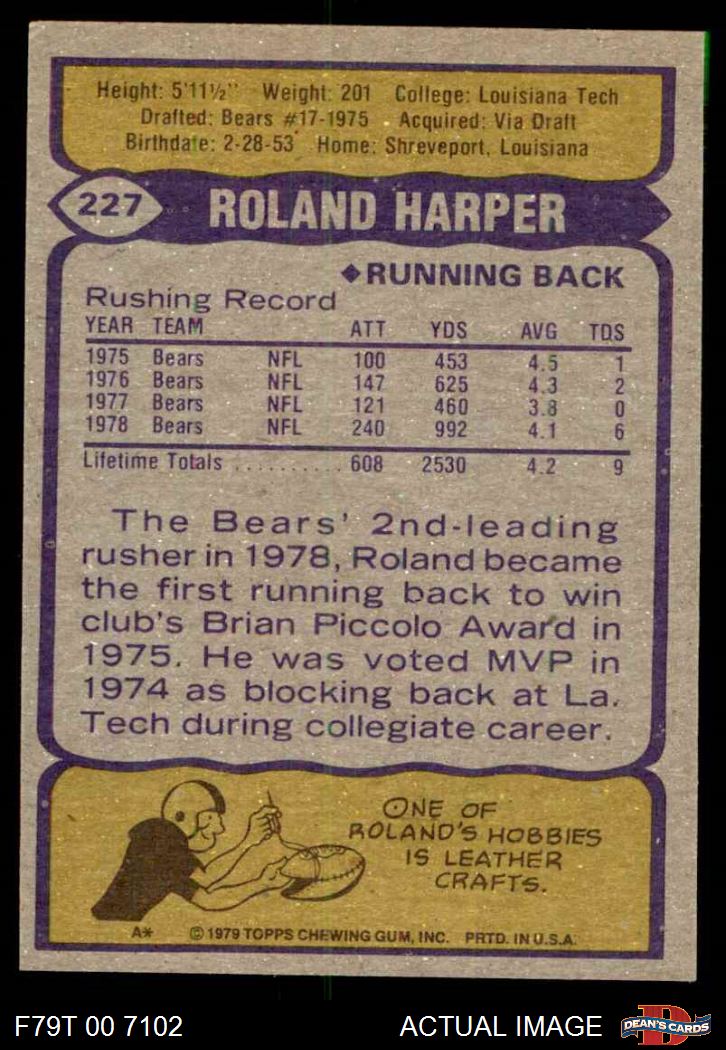 Height: 5'11½" Weight: 201 College: Louisiana Tech
Drafted: Bears #17-1975 Acquired: Via Draft
Birthdate: 2-28-53 Home: Shreveport, Louisiana
227 ROLAND HARPER
◆RUNNING BACK
Rushing Record
YEAR TEAM ATT YDS AVG TDS
1975 Bears NFL 100 453 4.5 1
1976 Bears NFL 147 625 4.3 2
1977 Bears NFL 121 460 3.8 0
1978 Bears NFL 240 992 4.1 6
Lifetime Totals .......... 608 2530 4.2 9
The Bears' 2nd-leading
rusher in 1978, Roland became
the first running back to win
club's Brian Piccolo Award in
1975. He was voted MVP in
1974 as blocking back at La.
Tech during collegiate career.
ONE OF
ROLAND'S HOBBIES
IS LEATHER
CRAFTS.
A* © 1979 TOPPS CHEWING GUM, INC. PRTD. IN U.S.A.
F79T 00 7102 ACTUAL IMAGE D DEAN'S CARDS